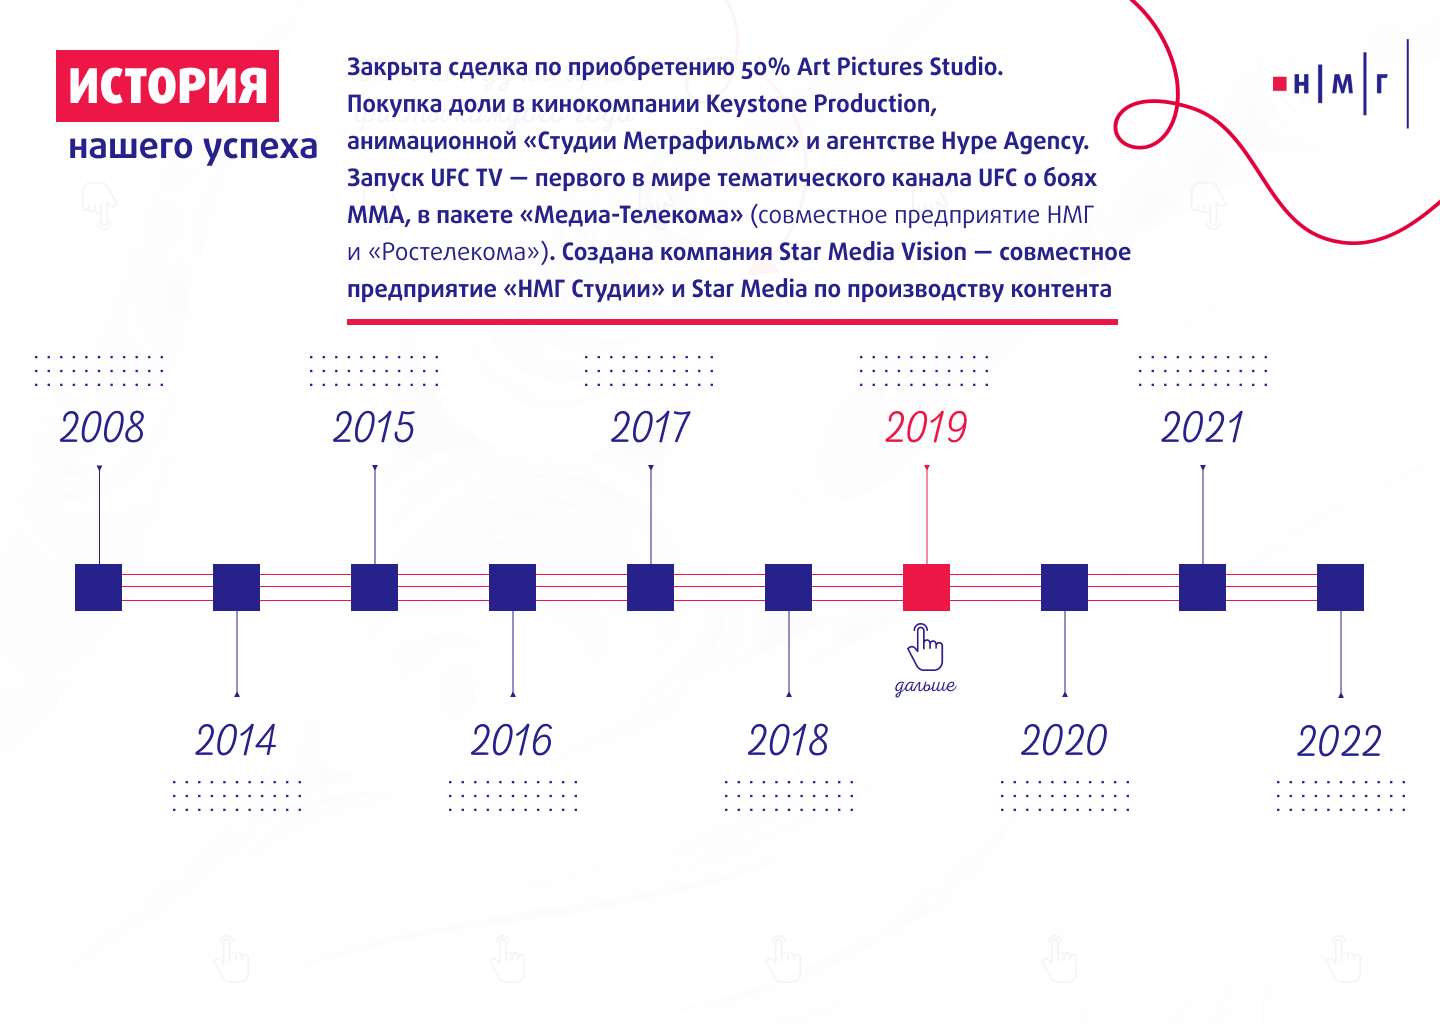 ИСТОРИЯ
нашего успеха
Закрыта сделка по приобретению 50% Art Pictures Studio.
Покупка доли в кинокомпании Keystone Production,
анимационной «Студии Метрафильмс» и агентстве Hype Agency.
Запуск UFC TV — первого в мире тематического канала UFC о боях
ММА, в пакете «Медиа-Телекома» (совместное предприятие НМГ
и «Ростелекома»). Создана компания Star Media Vision — совместное
предприятие «НМГ Студии» и Star Media по производству контента
Н|М|Г
2008
2015
2017
2019
2021
дальше
2014
2016
2018
2020
2022